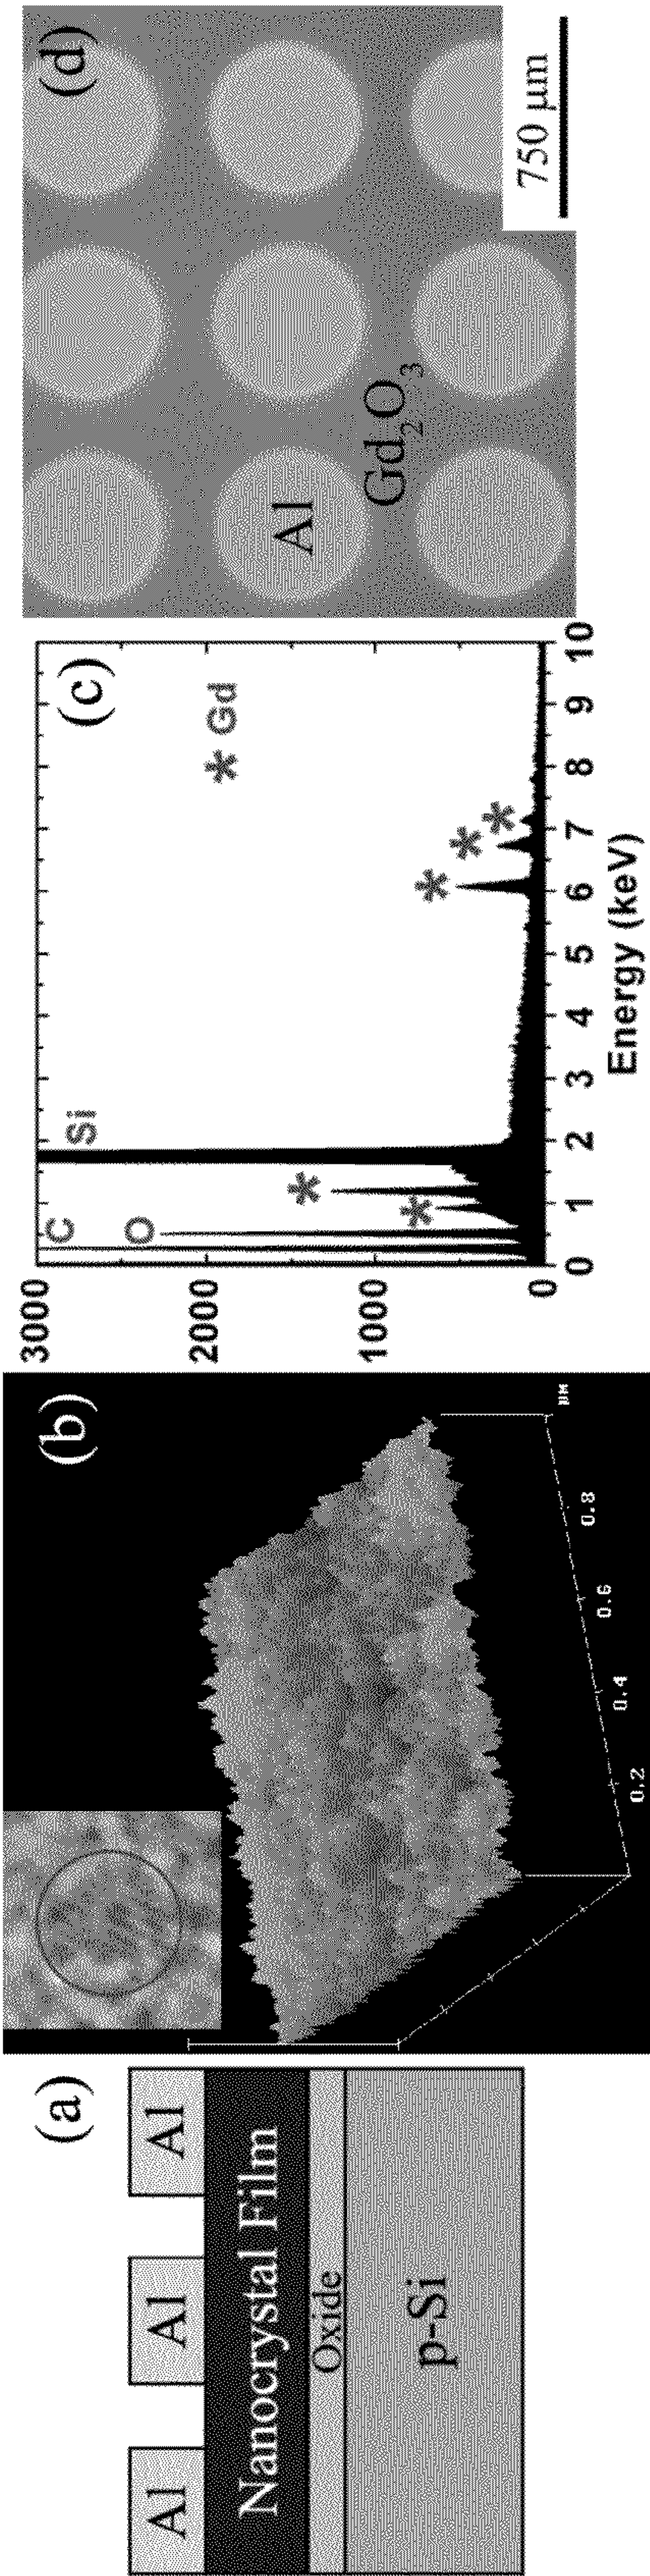 (a)
Al Al Al
Nanocrystal Film
Oxide
p-Si
(b)
0.2 0.4 0.6 0.8 µM
(c)
3000
2000
1000
0
C
O
Si
* Gd
*
*
*
*
*
0 1 2 3 4 5 6 7 8 9 10
Energy (keV)
(d)
Al
Gd₂O₃
750 µm